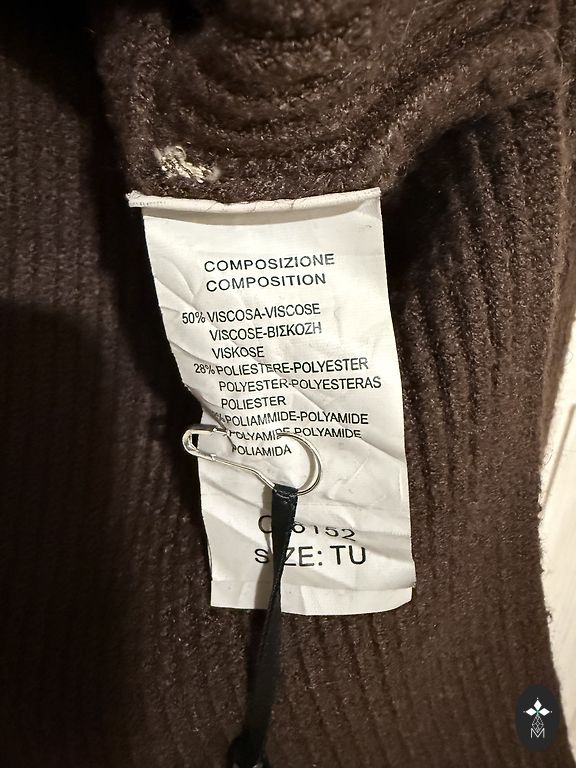 COMPOSIZIONE
COMPOSITION
50% VISCOSA-VISCOSE
VISCOSE-ΒΙΣΚΟΖΗ
VISKOSE
28% POLIESTERE-POLYESTER
POLYESTER-POLYESTERAS
POLIESTER
POLIAMMIDE-POLYAMIDE
POLYAMIDE POLYAMIDE
POLIAMIDA
SIZE: TU